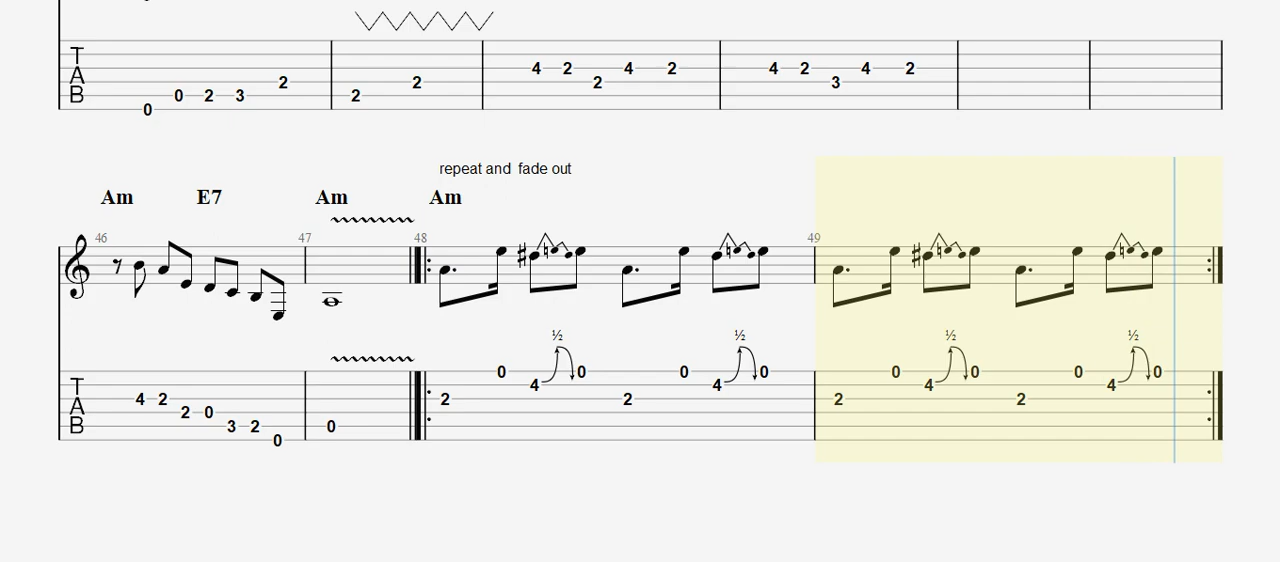 T 4 2 4 2 4 2 4 2
A 2 2 2 3
B 0 2 3 2
0
repeat and fade out
Am E7 Am Am
46 47 48 49
½ ½ ½ ½
0 0 0 0 0 0 0 0
T 4 4 4 4
4 2 2 2 2 2
A 2 0
B 3 2 0
0